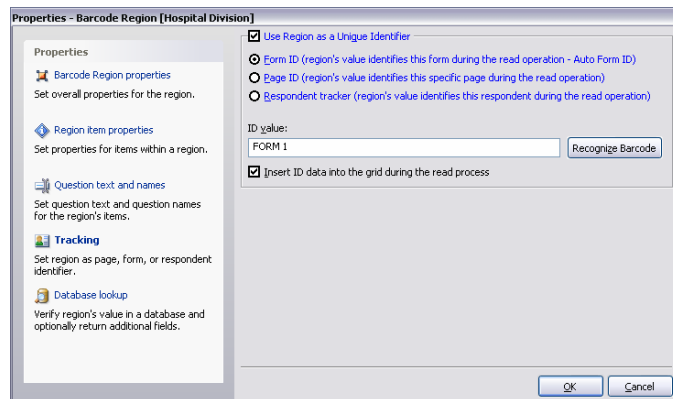 Properties - Barcode Region [Hospital Division]
Properties
Barcode Region properties
Set overall properties for the region.
Region item properties
Set properties for items within a region.
Question text and names
Set question text and question names
for the region's items.
Tracking
Set region as page, form, or respondent
identifier.
Database lookup
Verify region's value in a database and
optionally return additional fields.
Use Region as a Unique Identifier
Form ID (region's value identifies this form during the read operation - Auto Form ID)
Page ID (region's value identifies this specific page during the read operation)
Respondent tracker (region's value identifies this respondent during the read operation)
ID value:
FORM 1
Recognize Barcode
Insert ID data into the grid during the read process
OK
Cancel